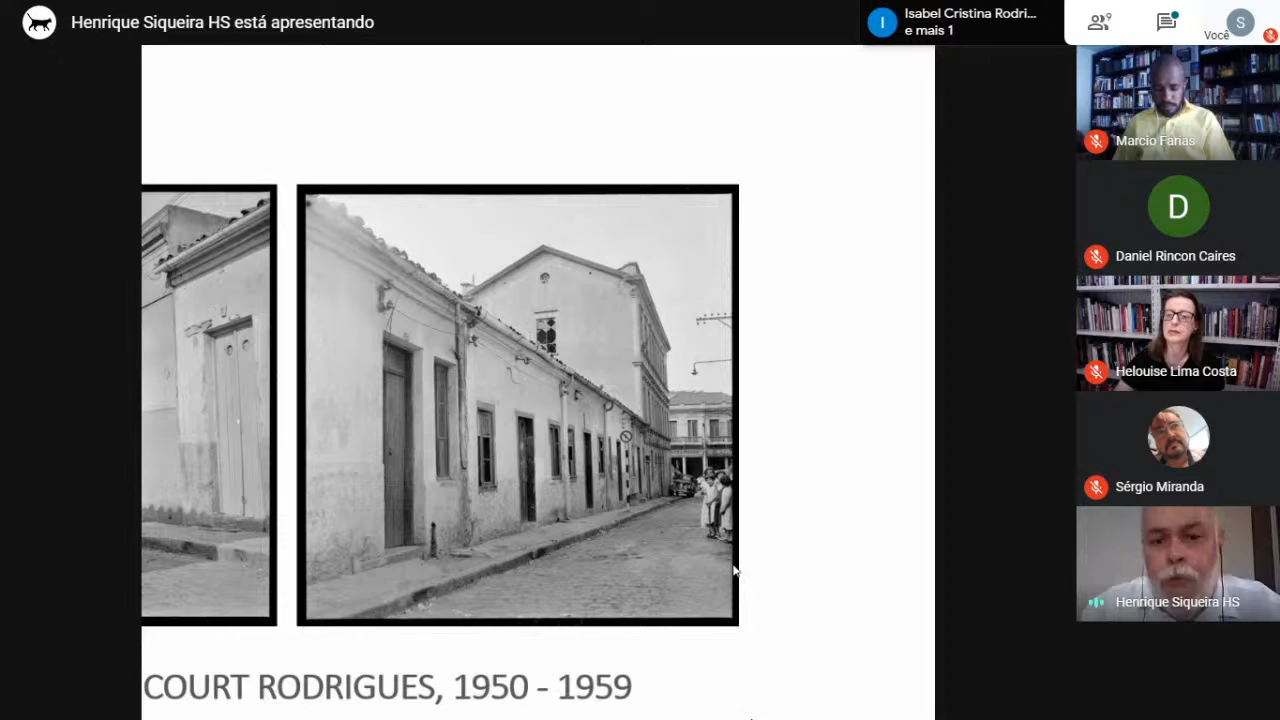 Henrique Siqueira HS está apresentando
Isabel Cristina Rodri...
e mais 1
9
Você
I
S
Marcio Farias
D
Daniel Rincon Caires
Helouise Lima Costa
Sérgio Miranda
Henrique Siqueira HS
COURT RODRIGUES, 1950 - 1959